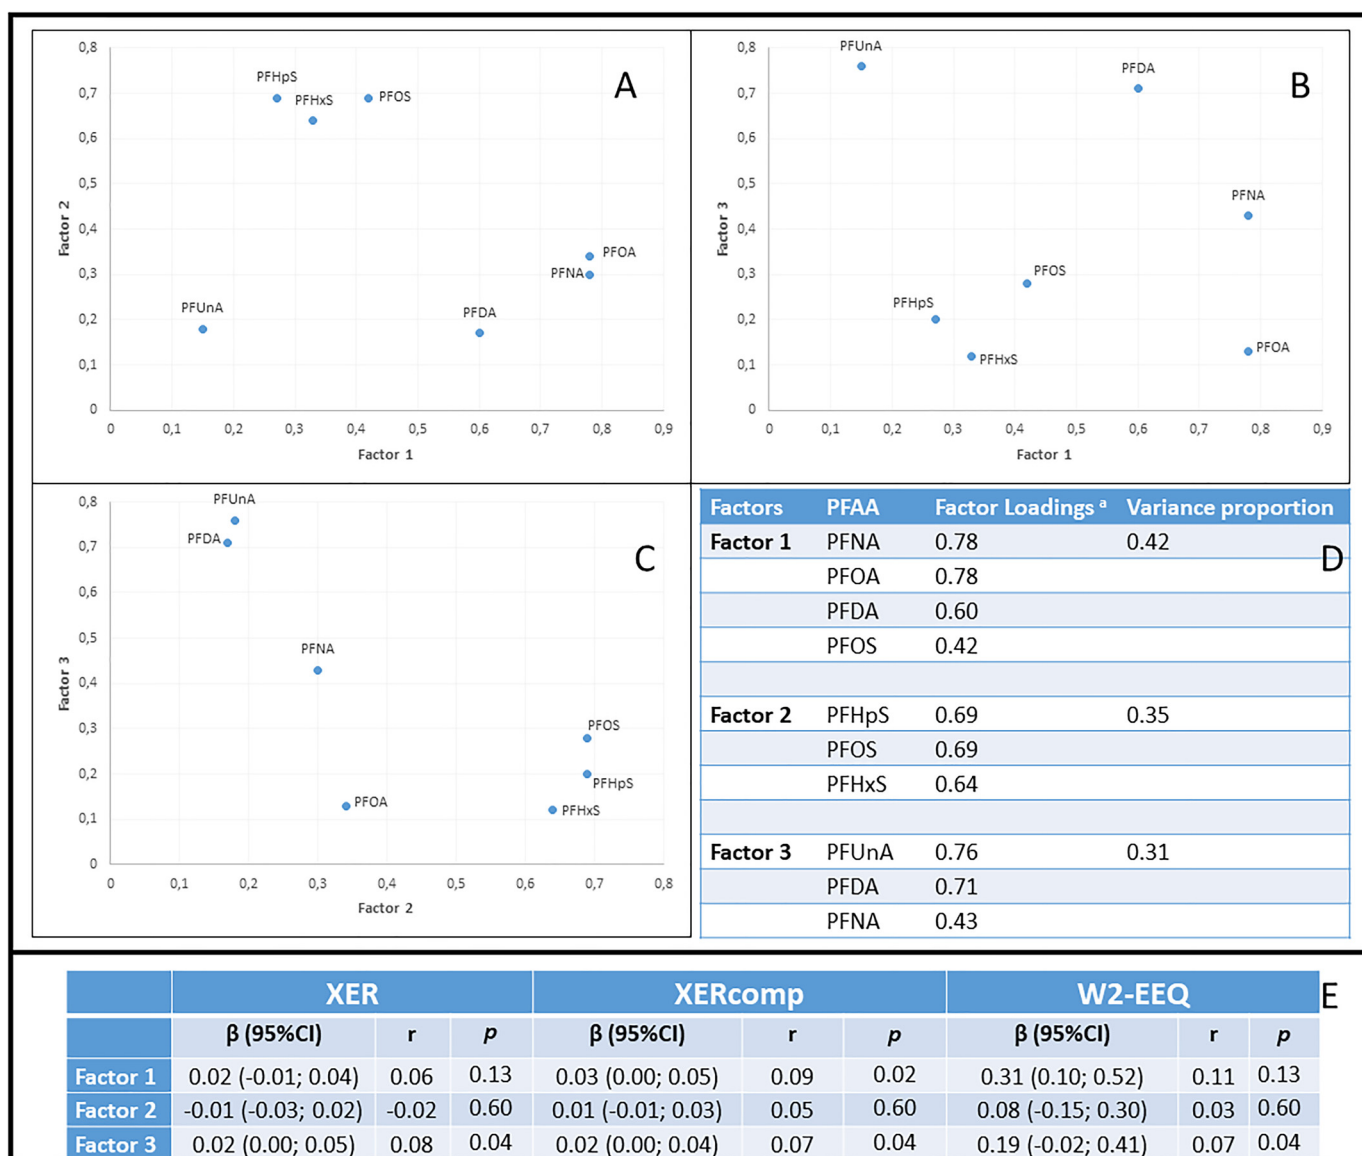 A
0,8
0,7
0,6
0,5
0,4
0,3
0,2
0,1
0
Factor 2
PFHpS
PFHxS
PFOS
PFOA
PFNA
PFUnA
PFDA
0 0,1 0,2 0,3 0,4 0,5 0,6 0,7 0,8 0,9
Factor 1
B
0,8
0,7
0,6
0,5
0,4
0,3
0,2
0,1
0
Factor 3
PFUnA
PFDA
PFNA
PFOS
PFHpS
PFHxS
PFOA
0 0,1 0,2 0,3 0,4 0,5 0,6 0,7 0,8 0,9
Factor 1
C
0,8
0,7
0,6
0,5
0,4
0,3
0,2
0,1
0
Factor 3
PFUnA
PFDA
PFNA
PFOS
PFHpS
PFOA
PFHxS
0 0,1 0,2 0,3 0,4 0,5 0,6 0,7 0,8
Factor 2
D
Factors PFAA Factor Loadings a Variance proportion
Factor 1 PFNA 0.78 0.42
PFOA 0.78
PFDA 0.60
PFOS 0.42
Factor 2 PFHpS 0.69 0.35
PFOS 0.69
PFHxS 0.64
Factor 3 PFUnA 0.76 0.31
PFDA 0.71
PFNA 0.43
E
XER XERcomp W2-EEQ
β (95%CI) r p β (95%CI) r p β (95%CI) r p
Factor 1 0.02 (-0.01; 0.04) 0.06 0.13 0.03 (0.00; 0.05) 0.09 0.02 0.31 (0.10; 0.52) 0.11 0.13
Factor 2 -0.01 (-0.03; 0.02) -0.02 0.60 0.01 (-0.01; 0.03) 0.05 0.60 0.08 (-0.15; 0.30) 0.03 0.60
Factor 3 0.02 (0.00; 0.05) 0.08 0.04 0.02 (0.00; 0.04) 0.07 0.04 0.19 (-0.02; 0.41) 0.07 0.04